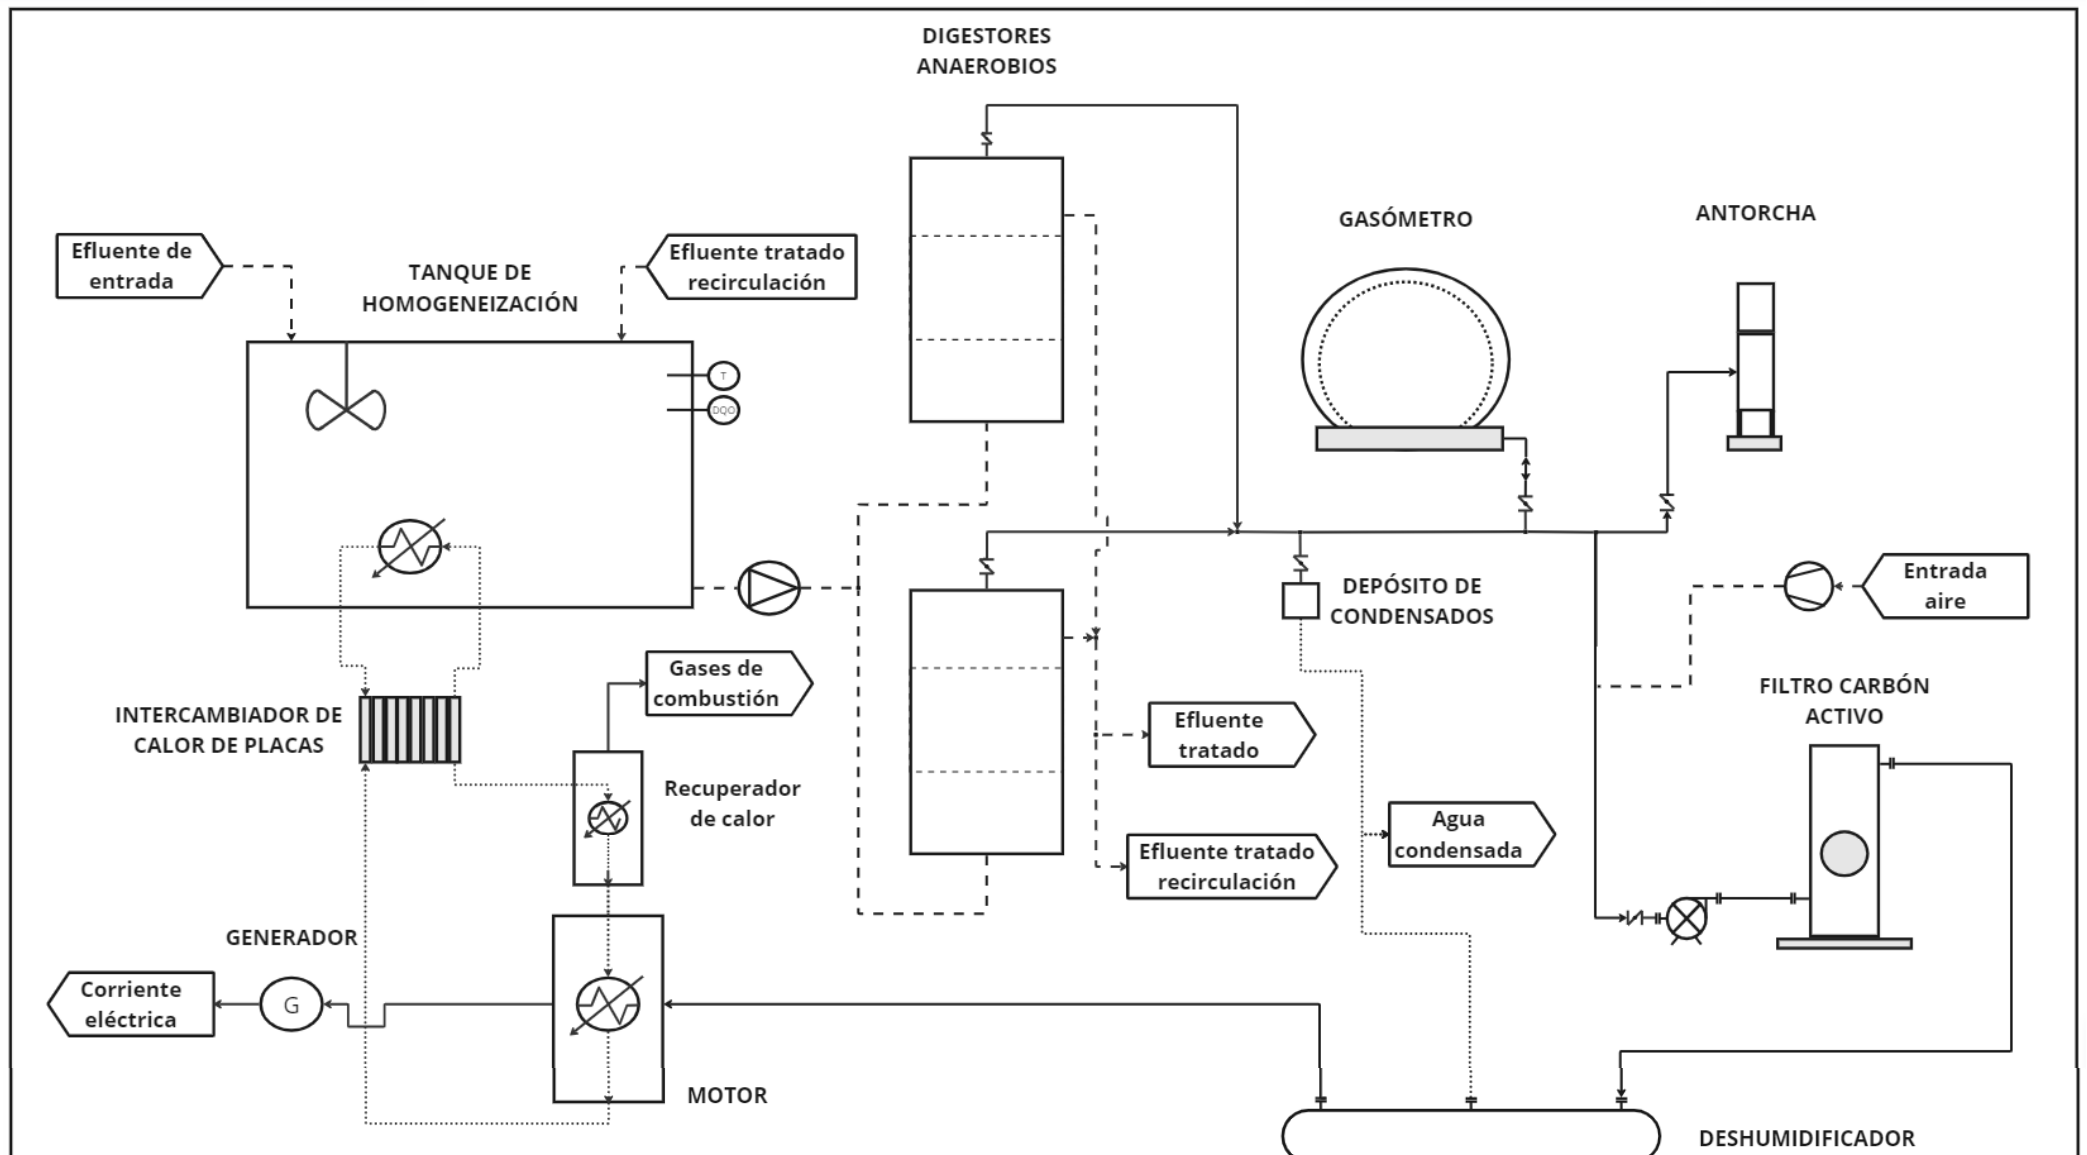 DIGESTORES
ANAEROBIOS
GASÓMETRO
ANTORCHA
Efluente de
entrada
TANQUE DE
HOMOGENEIZACIÓN
Efluente tratado
recirculación
T
DQO
DEPÓSITO DE
CONDENSADOS
Entrada
aire
Gases de
combustión
FILTRO CARBÓN
ACTIVO
INTERCAMBIADOR DE
CALOR DE PLACAS
Efluente
tratado
Recuperador
de calor
Agua
condensada
Efluente tratado
recirculación
GENERADOR
Corriente
eléctrica
G
MOTOR
DESHUMIDIFICADOR